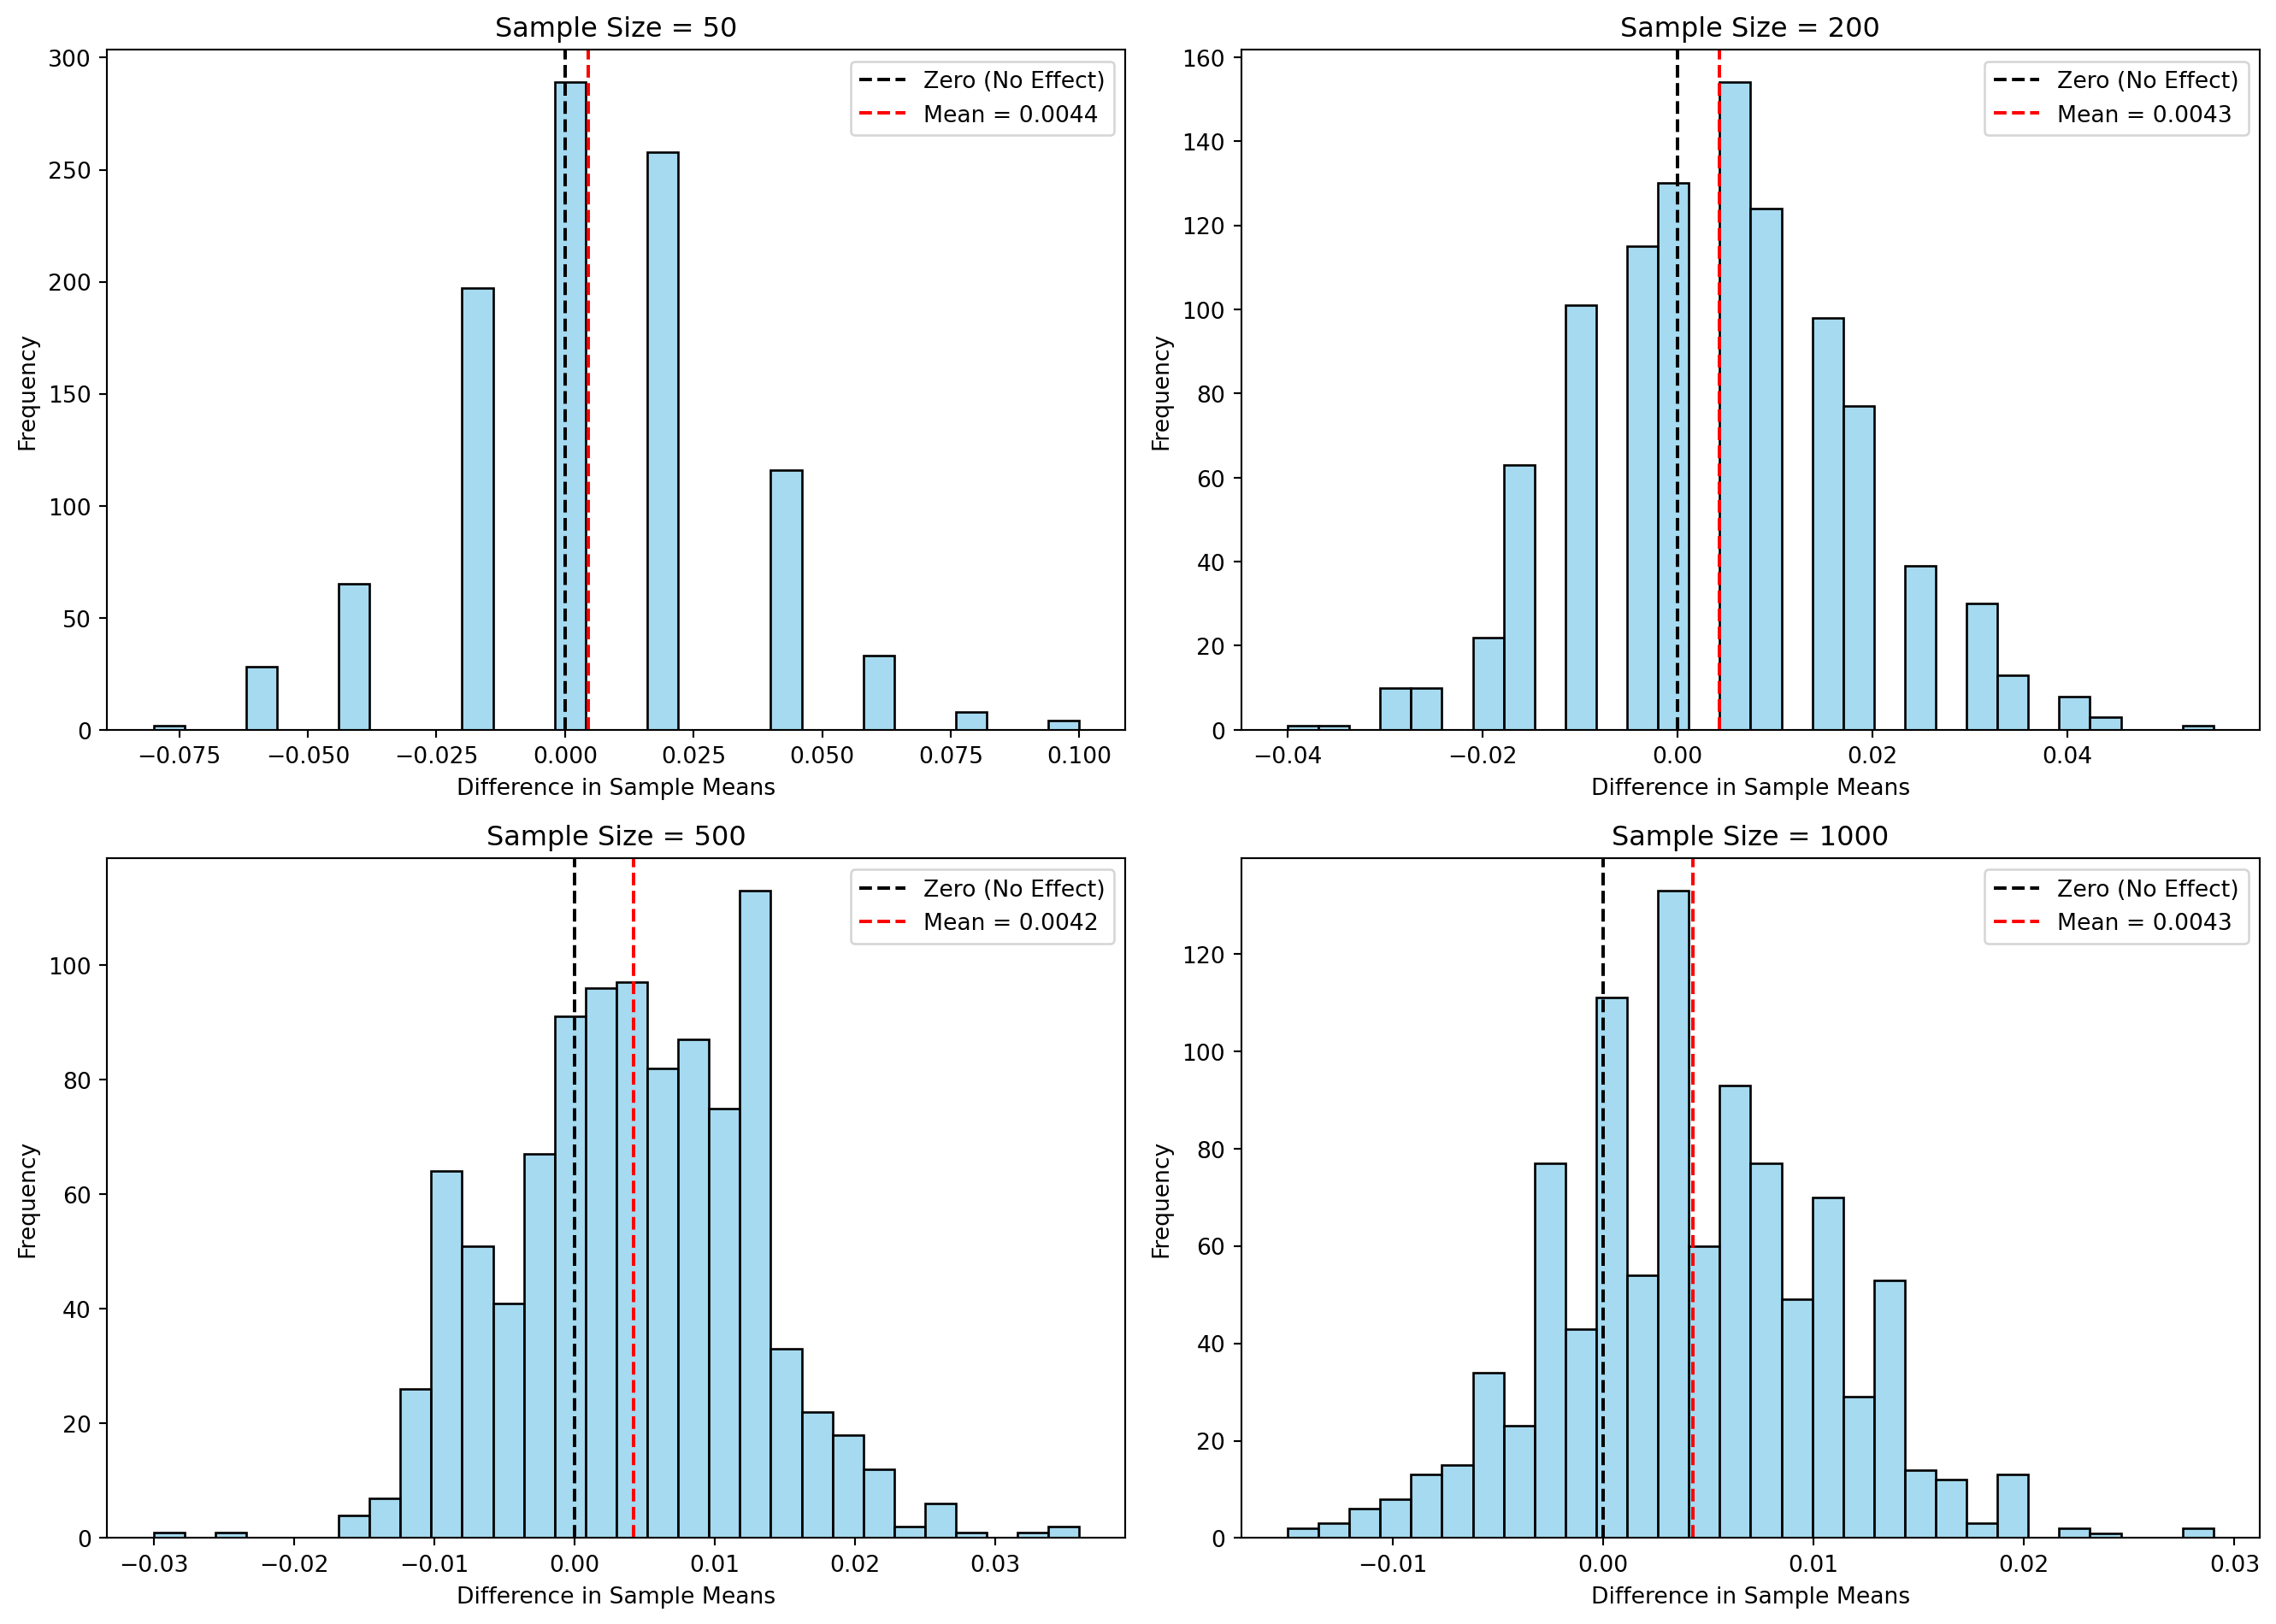 Sample Size = 50
Zero (No Effect)
Mean = 0.0044
Frequency
300
250
200
150
100
50
0
−0.075 −0.050 −0.025 0.000 0.025 0.050 0.075 0.100
Difference in Sample Means
Sample Size = 200
Zero (No Effect)
Mean = 0.0043
Frequency
160
140
120
100
80
60
40
20
0
−0.04 −0.02 0.00 0.02 0.04
Difference in Sample Means
Sample Size = 500
Zero (No Effect)
Mean = 0.0042
Frequency
100
80
60
40
20
0
−0.03 −0.02 −0.01 0.00 0.01 0.02 0.03
Difference in Sample Means
Sample Size = 1000
Zero (No Effect)
Mean = 0.0043
Frequency
120
100
80
60
40
20
0
−0.01 0.00 0.01 0.02 0.03
Difference in Sample Means